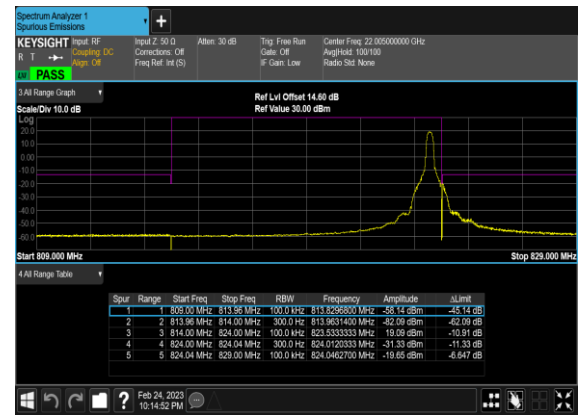 Spectrum Analyzer 1
Spurious Emissions
+
KEYSIGHT Input: RF Input Z: 50 Ω Atten: 30 dB Trig: Free Run Center Freq: 22.005000000 GHz
R T Coupling: DC Corrections: Off Gate: Off Avg|Hold: 100/100
Align: Off Freq Ref: Int (S) IF Gain: Low Radio Std: None
PASS
3 All Range Graph
Ref Lvl Offset 14.60 dB
Scale/Div 10.0 dB Ref Value 30.00 dBm
Log
20.0
10.0
0.00
-10.0
-20.0
-30.0
-40.0
-50.0
-60.0
Start 809.000 MHz Stop 829.000 MHz
4 All Range Table
Spur Range Start Freq Stop Freq RBW Frequency Amplitude ΔLimit
1 1 809.00 MHz 813.96 MHz 100.0 kHz 813.8296800 MHz -58.14 dBm -45.14 dB
2 2 813.96 MHz 814.00 MHz 300.0 Hz 813.9631400 MHz -82.09 dBm -62.09 dB
3 3 814.00 MHz 824.00 MHz 100.0 kHz 823.5333333 MHz 19.09 dBm -10.91 dB
4 4 824.00 MHz 824.04 MHz 300.0 Hz 824.0120333 MHz -31.33 dBm -11.33 dB
5 5 824.04 MHz 829.00 MHz 100.0 kHz 824.0462700 MHz -19.65 dBm -6.647 dB
? Feb 24, 2023
10:14:52 PM